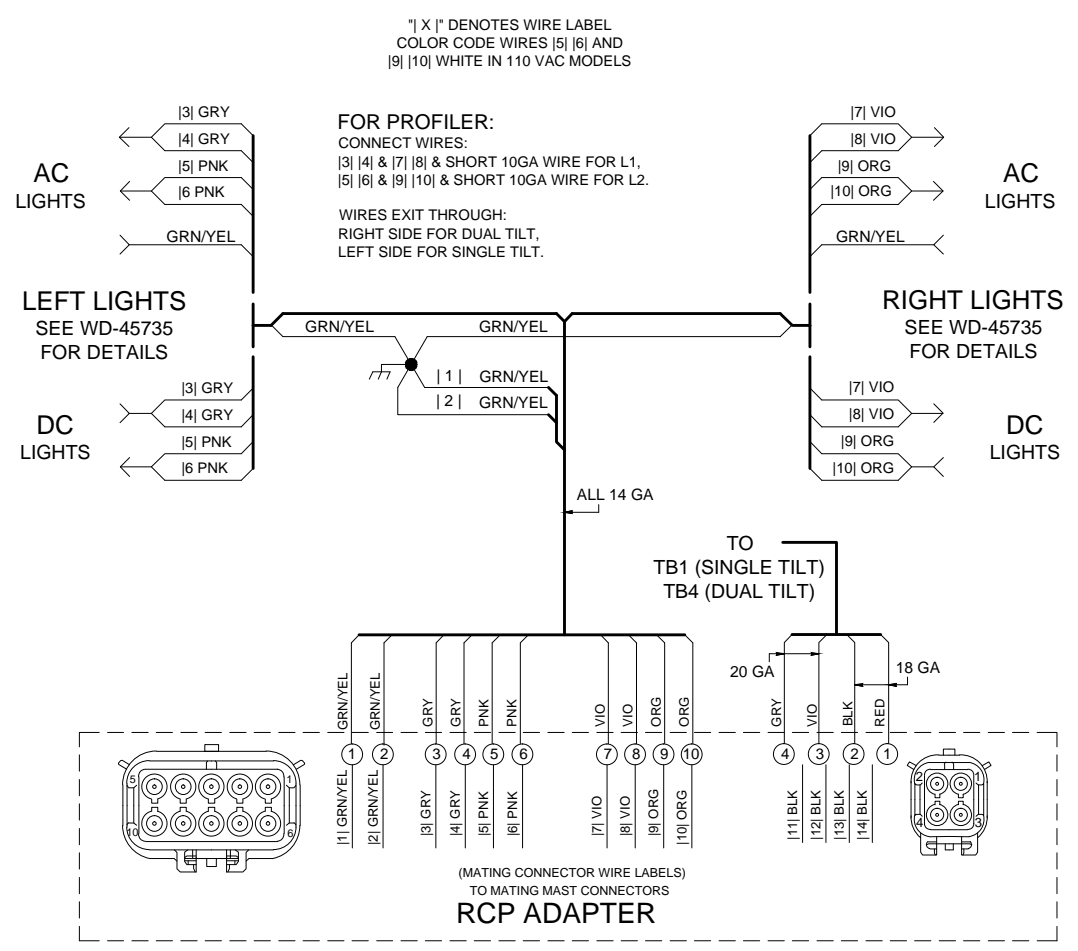 "| X |" DENOTES WIRE LABEL
COLOR CODE WIRES |5| |6| AND
|9| |10| WHITE IN 110 VAC MODELS
FOR PROFILER:
CONNECT WIRES:
|3| |4| & |7| |8| & SHORT 10GA WIRE FOR L1,
|5| |6| & |9| |10| & SHORT 10GA WIRE FOR L2.
WIRES EXIT THROUGH:
RIGHT SIDE FOR DUAL TILT,
LEFT SIDE FOR SINGLE TILT.
|3| GRY
|4| GRY
|5| PNK
|6 PNK
GRN/YEL
AC
LIGHTS
|7| VIO
|8| VIO
|9| ORG
|10| ORG
GRN/YEL
AC
LIGHTS
LEFT LIGHTS
SEE WD-45735
FOR DETAILS
RIGHT LIGHTS
SEE WD-45735
FOR DETAILS
GRN/YEL
GRN/YEL
| 1 | GRN/YEL
| 2 | GRN/YEL
|3| GRY
|4| GRY
|5| PNK
|6 PNK
DC
LIGHTS
|7| VIO
|8| VIO
|9| ORG
|10| ORG
DC
LIGHTS
ALL 14 GA
TO
TB1 (SINGLE TILT)
TB4 (DUAL TILT)
20 GA
18 GA
GRN/YEL
GRN/YEL
GRY
GRY
PNK
PNK
VIO
VIO
ORG
ORG
GRY
VIO
BLK
RED
1
2
3
4
5
6
7
8
9
10
4
3
2
1
|1| GRN/YEL
|2| GRN/YEL
|3| GRY
|4| GRY
|5| PNK
|6| PNK
|7| VIO
|8| VIO
|9| ORG
|10| ORG
|11| BLK
|12| BLK
|13| BLK
|14| BLK
5
1
10
6
2
1
4
3
(MATING CONNECTOR WIRE LABELS)
TO MATING MAST CONNECTORS
RCP ADAPTER